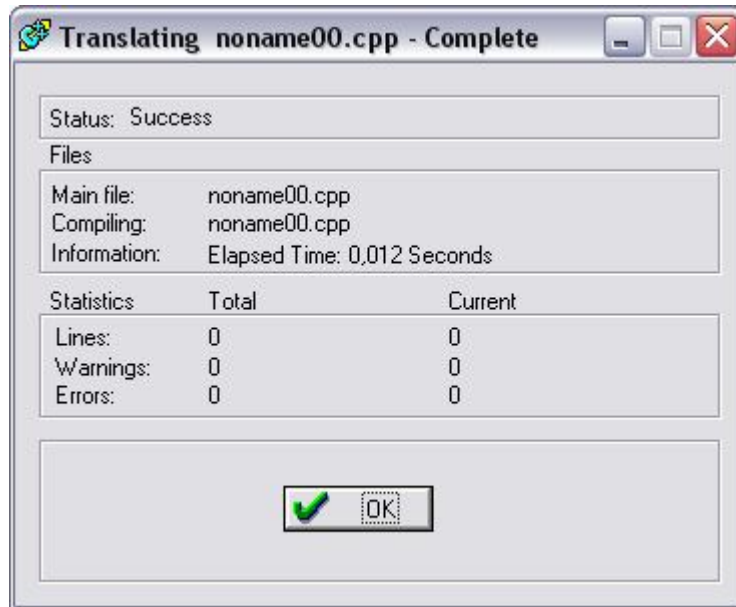 Translating noname00.cpp - Complete
Status: Success
Files
Main file: noname00.cpp
Compiling: noname00.cpp
Information: Elapsed Time: 0,012 Seconds
Statistics Total Current
Lines: 0 0
Warnings: 0 0
Errors: 0 0
OK